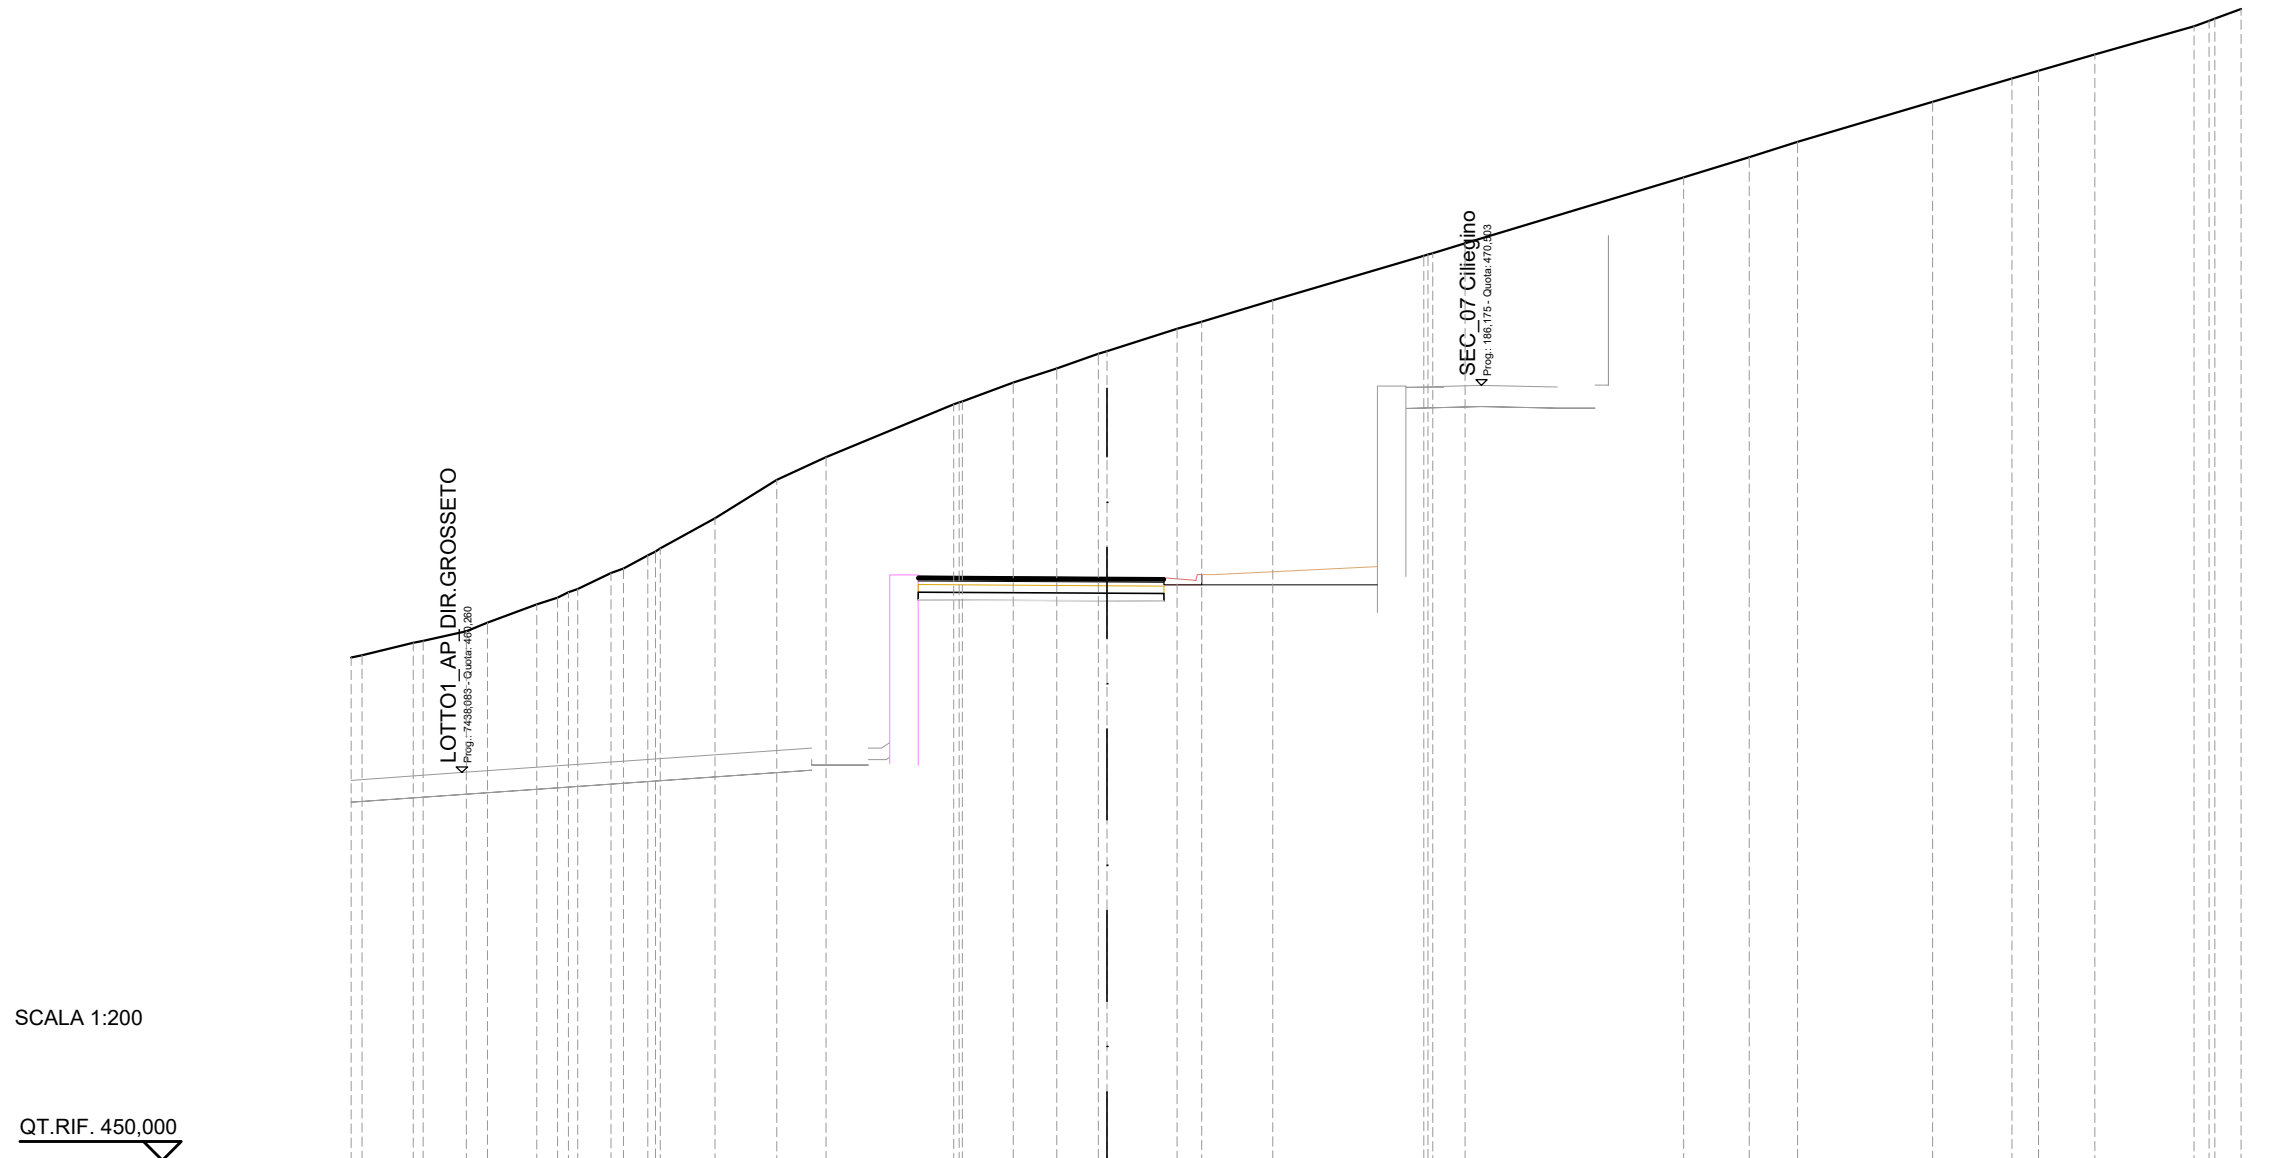 SEC_07 Ciliegino
Prog.: 186,175 - Quota: 470,503
LOTTO1_AP_DIR.GROSSETO
Prog.: 7438,083 - Quota: 460,260
SCALA 1:200
QT.RIF. 450,000